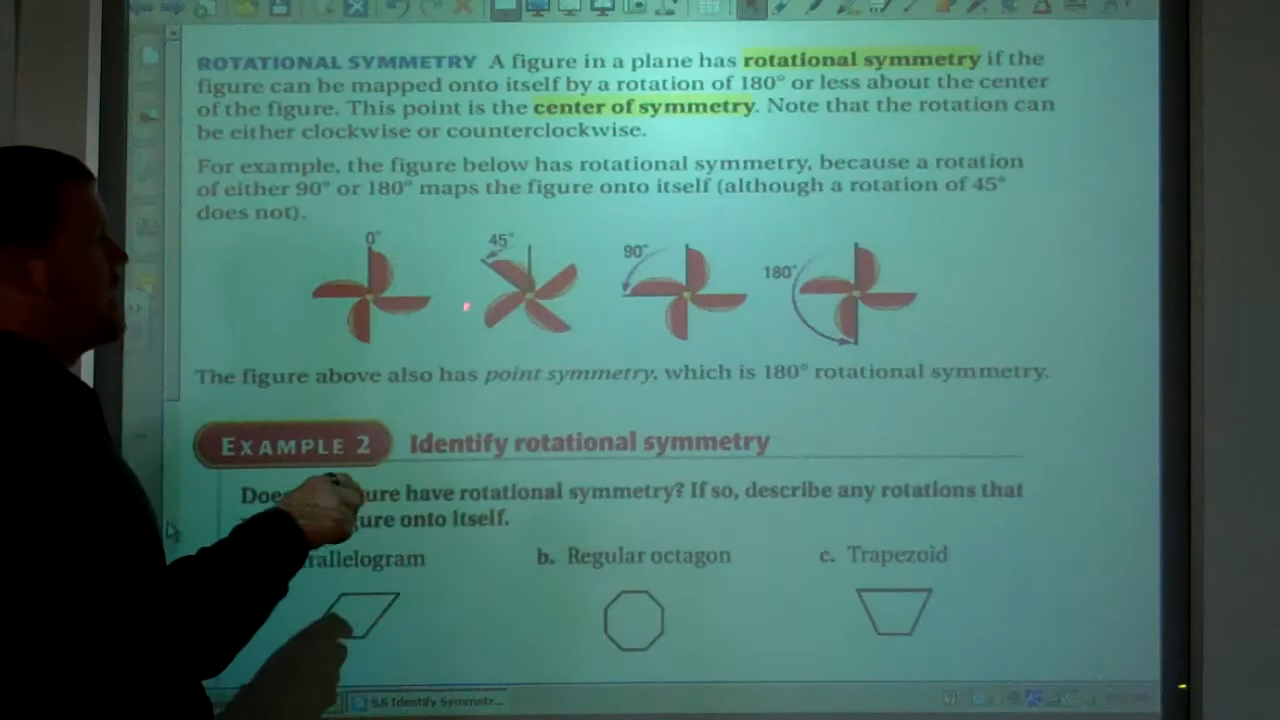 ROTATIONAL SYMMETRY A figure in a plane has rotational symmetry if the
figure can be mapped onto itself by a rotation of 180° or less about the center
of the figure. This point is the center of symmetry. Note that the rotation can
be either clockwise or counterclockwise.
For example, the figure below has rotational symmetry, because a rotation
of either 90° or 180° maps the figure onto itself (although a rotation of 45°
does not).
0° 45° 90° 180°
The figure above also has point symmetry, which is 180° rotational symmetry.
EXAMPLE 2 Identify rotational symmetry
Doe ure have rotational symmetry? If so, describe any rotations that
ure onto itself.
rallelogram b. Regular octagon c. Trapezoid
9.6 Identify Symmetr...